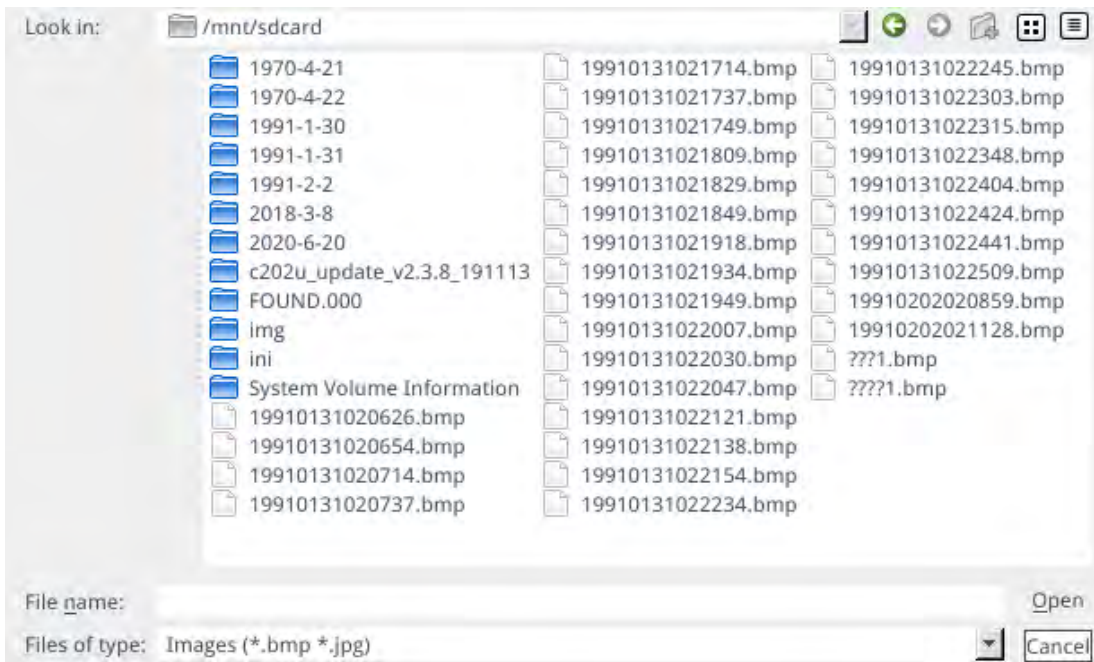 Look in: /mnt/sdcard
1970-4-21
1970-4-22
1991-1-30
1991-1-31
1991-2-2
2018-3-8
2020-6-20
c202u_update_v2.3.8_191113
FOUND.000
img
ini
System Volume Information
19910131020626.bmp
19910131020654.bmp
19910131020714.bmp
19910131020737.bmp
19910131021714.bmp
19910131021737.bmp
19910131021749.bmp
19910131021809.bmp
19910131021829.bmp
19910131021849.bmp
19910131021918.bmp
19910131021934.bmp
19910131021949.bmp
19910131022007.bmp
19910131022030.bmp
19910131022047.bmp
19910131022121.bmp
19910131022138.bmp
19910131022154.bmp
19910131022234.bmp
19910131022245.bmp
19910131022303.bmp
19910131022315.bmp
19910131022348.bmp
19910131022404.bmp
19910131022424.bmp
19910131022441.bmp
19910131022509.bmp
19910202020859.bmp
19910202021128.bmp
???1.bmp
????1.bmp
File name:
Open
Files of type: Images (*.bmp *.jpg)
Cancel